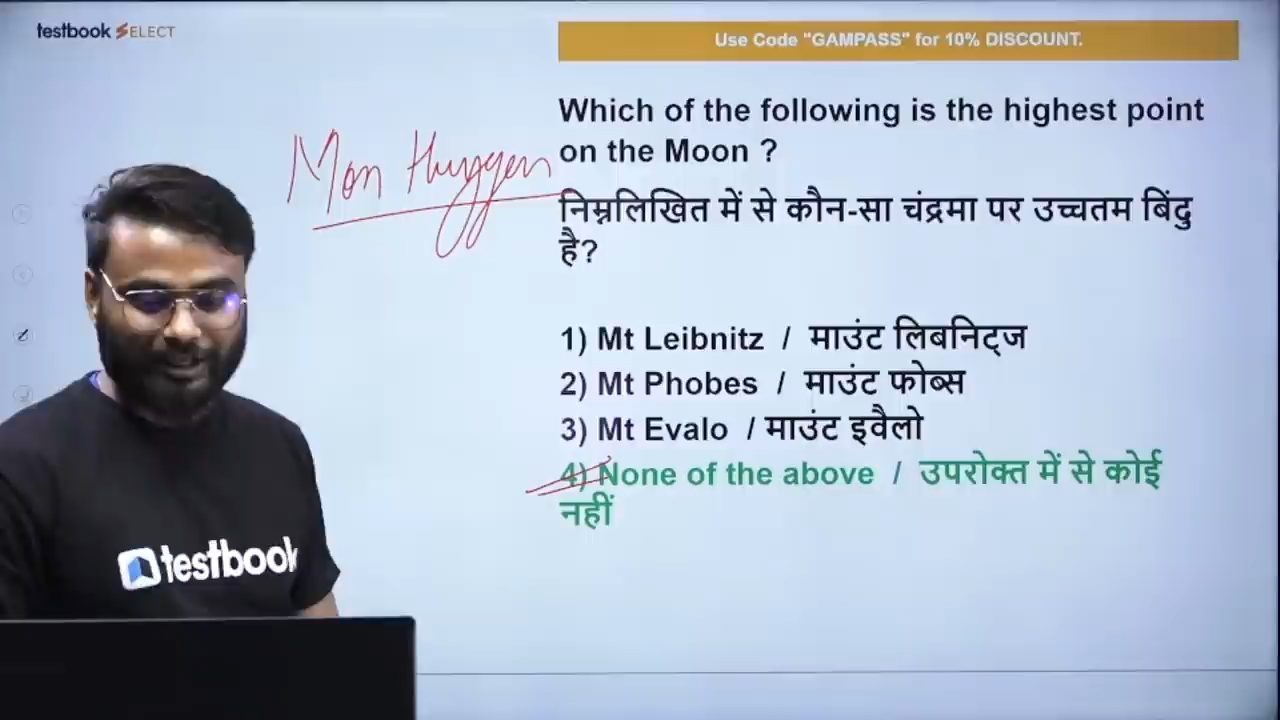 testbook SELECT
Use Code "GAMPASS" for 10% DISCOUNT.
Which of the following is the highest point
on the Moon ?
Mon Huygen
निम्नलिखित में से कौन-सा चंद्रमा पर उच्चतम बिंदु
है?
1) Mt Leibnitz / माउंट लिबनिट्ज
2) Mt Phobes / माउंट फोब्स
3) Mt Evalo / माउंट इवैलो
4) None of the above / उपरोक्त में से कोई
नहीं
testbook